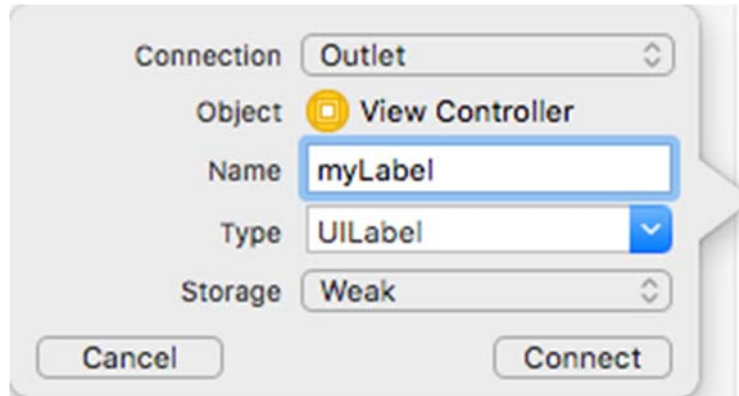 Connection Outlet
Object View Controller
Name myLabel
Type UILabel
Storage Weak
Cancel Connect